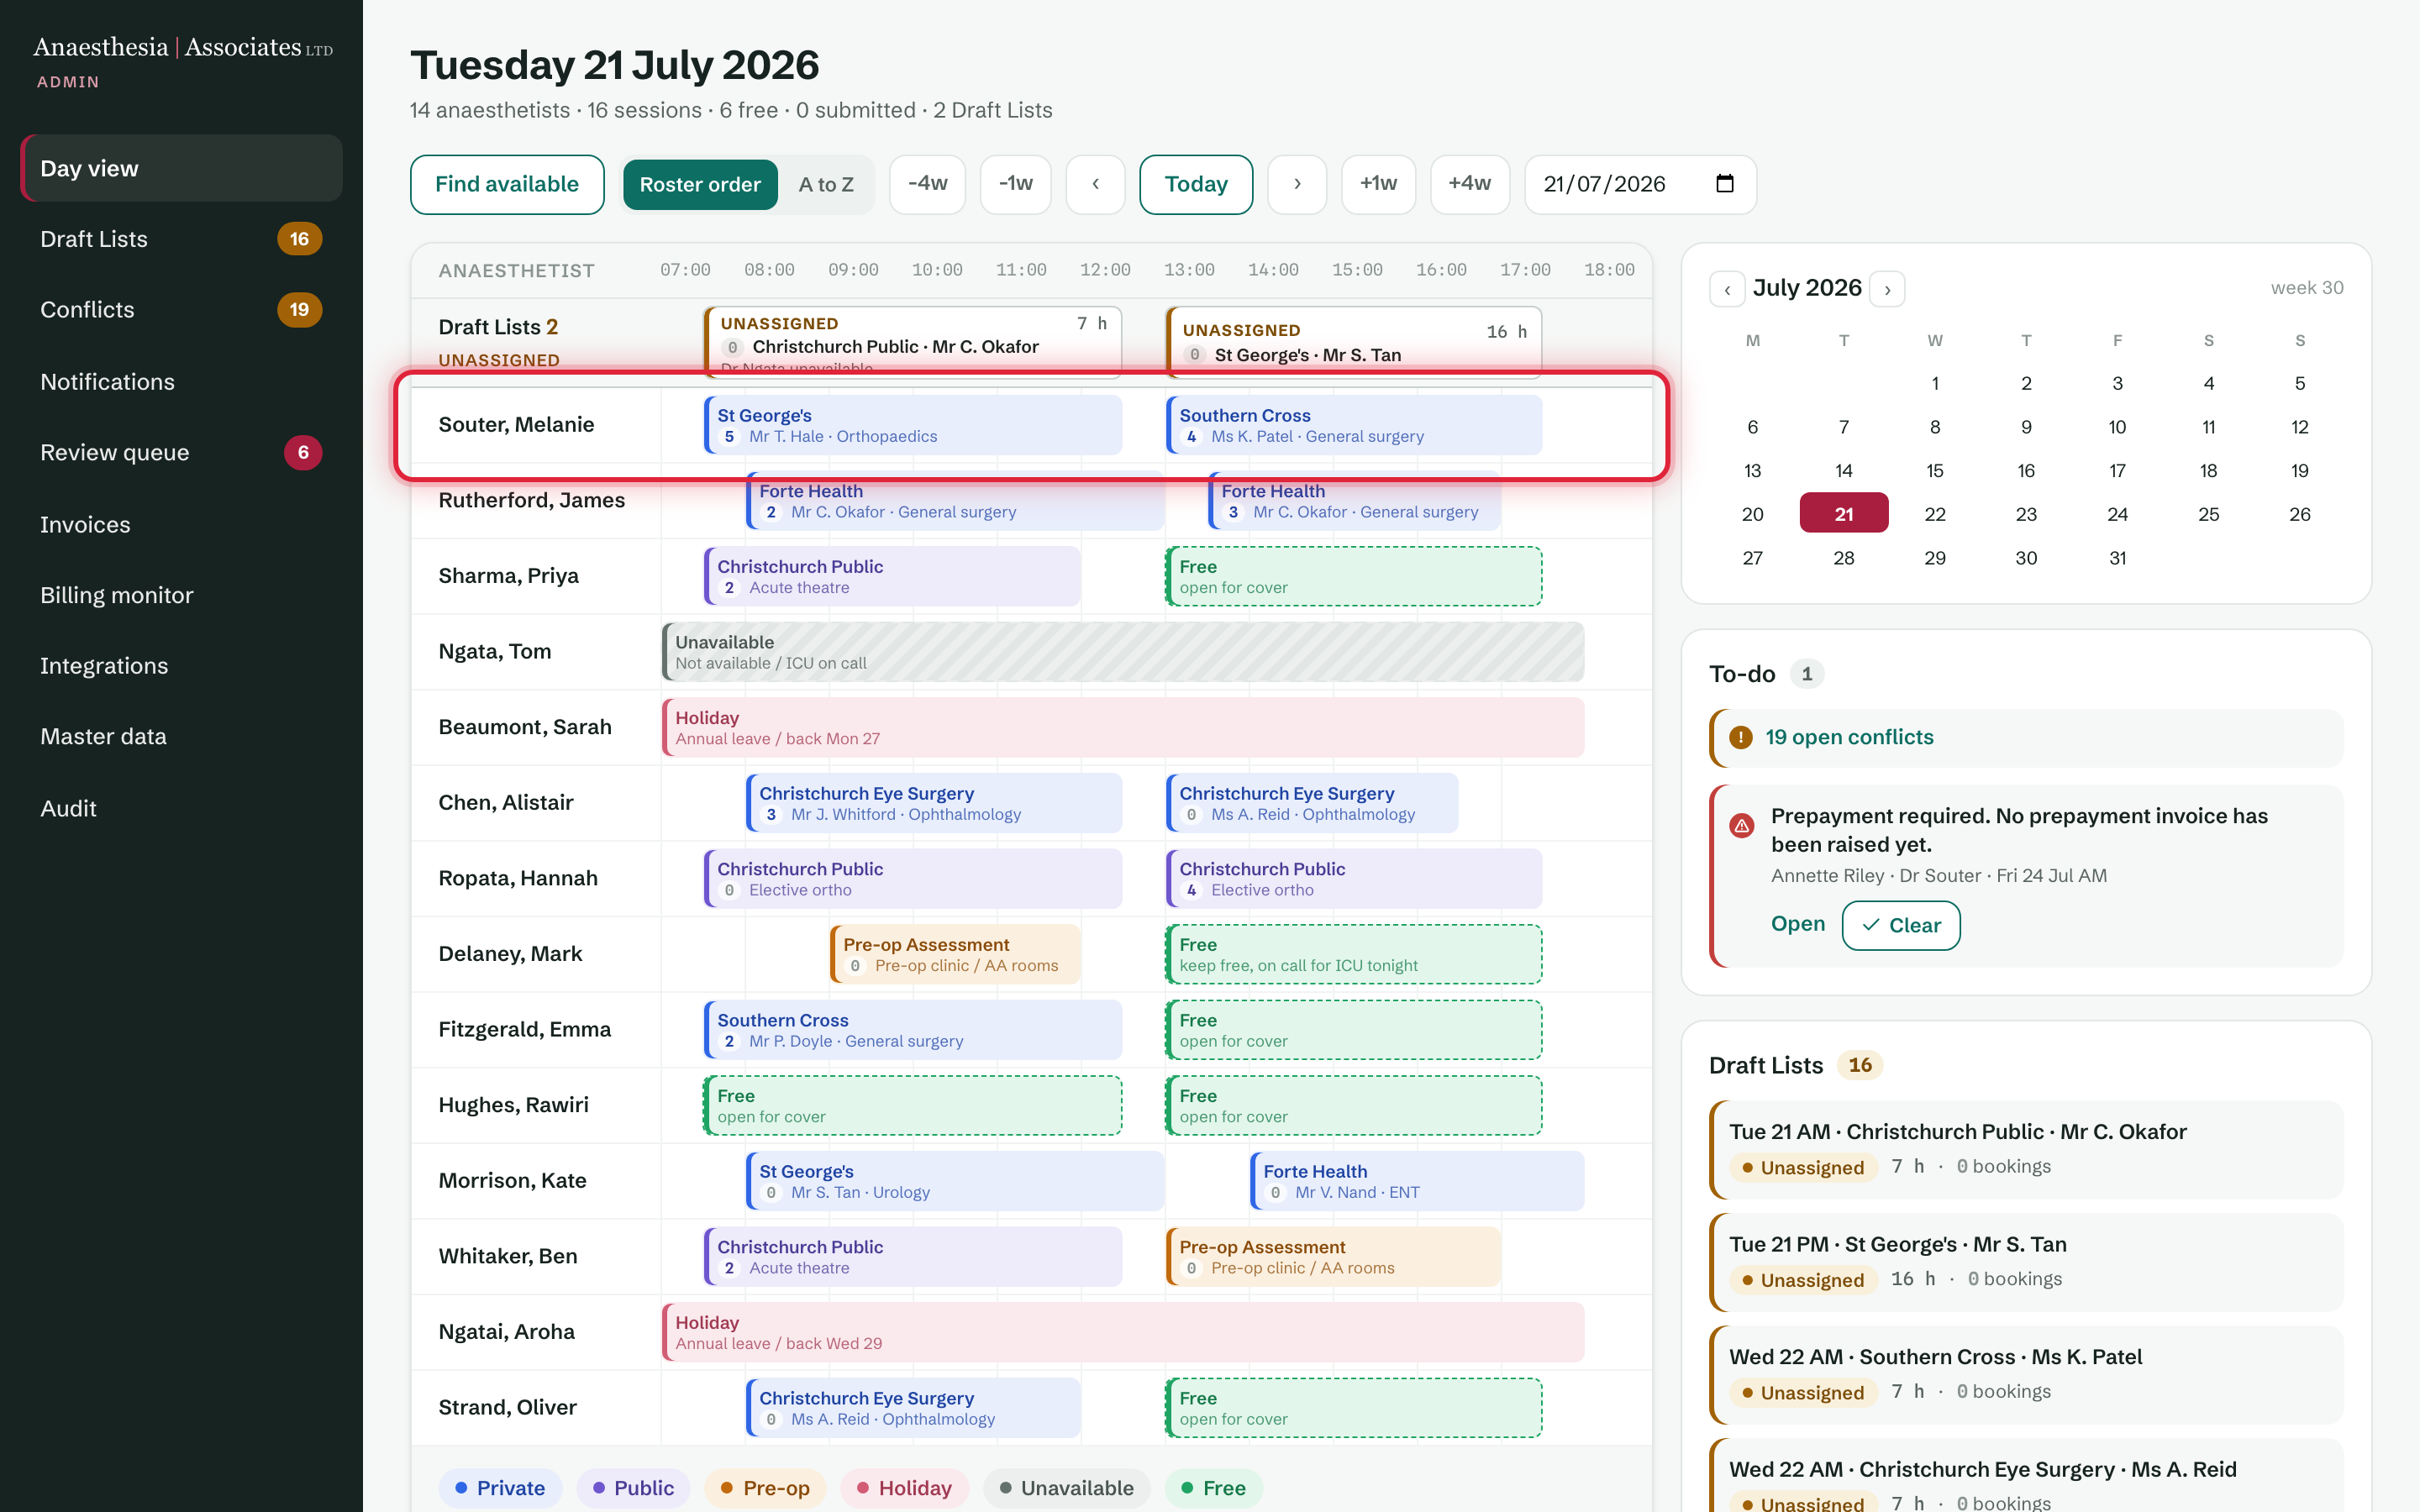 Anaesthesia | Associates LTD
ADMIN
Day view
Draft Lists 16
Conflicts 19
Notifications
Review queue 6
Invoices
Billing monitor
Integrations
Master data
Audit
Tuesday 21 July 2026
14 anaesthetists · 16 sessions · 6 free · 0 submitted · 2 Draft Lists
Find available Roster order A to Z -4w -1w ‹ Today › +1w +4w 21/07/2026
ANAESTHETIST 07:00 08:00 09:00 10:00 11:00 12:00 13:00 14:00 15:00 16:00 17:00 18:00
Draft Lists 2
UNASSIGNED
UNASSIGNED 7 h
0 Christchurch Public · Mr C. Okafor
Dr Ngata unavailable
UNASSIGNED 16 h
0 St George's · Mr S. Tan
Souter, Melanie
St George's
5 Mr T. Hale · Orthopaedics
Southern Cross
4 Ms K. Patel · General surgery
Rutherford, James
Forte Health
2 Mr C. Okafor · General surgery
Forte Health
3 Mr C. Okafor · General surgery
Sharma, Priya
Christchurch Public
2 Acute theatre
Free
open for cover
Ngata, Tom
Unavailable
Not available / ICU on call
Beaumont, Sarah
Holiday
Annual leave / back Mon 27
Chen, Alistair
Christchurch Eye Surgery
3 Mr J. Whitford · Ophthalmology
Christchurch Eye Surgery
0 Ms A. Reid · Ophthalmology
Ropata, Hannah
Christchurch Public
0 Elective ortho
Christchurch Public
4 Elective ortho
Delaney, Mark
Pre-op Assessment
0 Pre-op clinic / AA rooms
Free
keep free, on call for ICU tonight
Fitzgerald, Emma
Southern Cross
2 Mr P. Doyle · General surgery
Free
open for cover
Hughes, Rawiri
Free
open for cover
Free
open for cover
Morrison, Kate
St George's
0 Mr S. Tan · Urology
Forte Health
0 Mr V. Nand · ENT
Whitaker, Ben
Christchurch Public
2 Acute theatre
Pre-op Assessment
0 Pre-op clinic / AA rooms
Ngatai, Aroha
Holiday
Annual leave / back Wed 29
Strand, Oliver
Christchurch Eye Surgery
0 Ms A. Reid · Ophthalmology
Free
open for cover
Private Public Pre-op Holiday Unavailable Free
‹ July 2026 › week 30
M T W T F S S
1 2 3 4 5
6 7 8 9 10 11 12
13 14 15 16 17 18 19
20 21 22 23 24 25 26
27 28 29 30 31
To-do 1
19 open conflicts
Prepayment required. No prepayment invoice has
been raised yet.
Annette Riley · Dr Souter · Fri 24 Jul AM
Open ✓ Clear
Draft Lists 16
Tue 21 AM · Christchurch Public · Mr C. Okafor
Unassigned 7 h · 0 bookings
Tue 21 PM · St George's · Mr S. Tan
Unassigned 16 h · 0 bookings
Wed 22 AM · Southern Cross · Ms K. Patel
Unassigned 7 h · 0 bookings
Wed 22 AM · Christchurch Eye Surgery · Ms A. Reid
Unassigned 7 h · 0 bookings